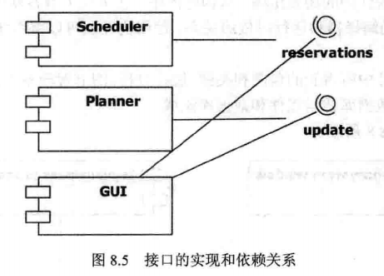 Scheduler
reservations
Planner
update
GUI
图 8.5 接口的实现和依赖关系